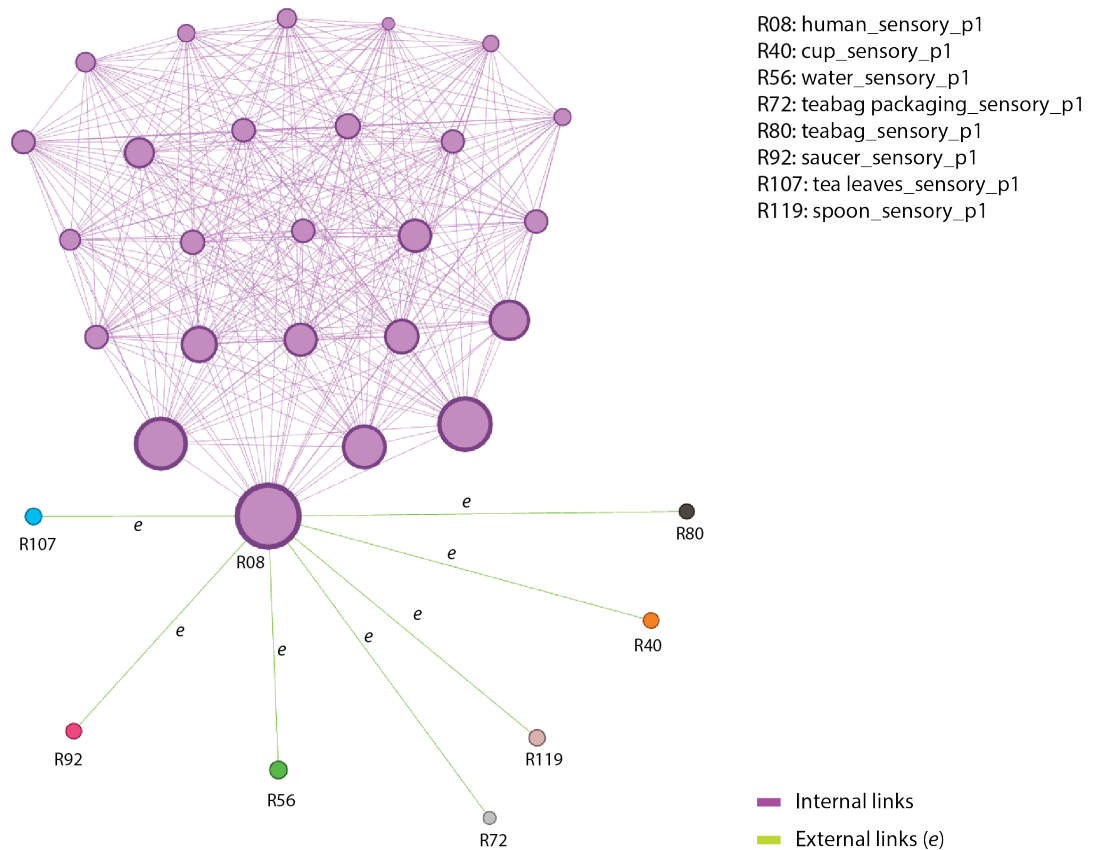 R08: human_sensory_p1
R40: cup_sensory_p1
R56: water_sensory_p1
R72: teabag packaging_sensory_p1
R80: teabag_sensory_p1
R92: saucer_sensory_p1
R107: tea leaves_sensory_p1
R119: spoon_sensory_p1
e
e
R107
R80
R08
e
e
R40
e
e
e
R92
R119
R56
R72
Internal links
External links (e)